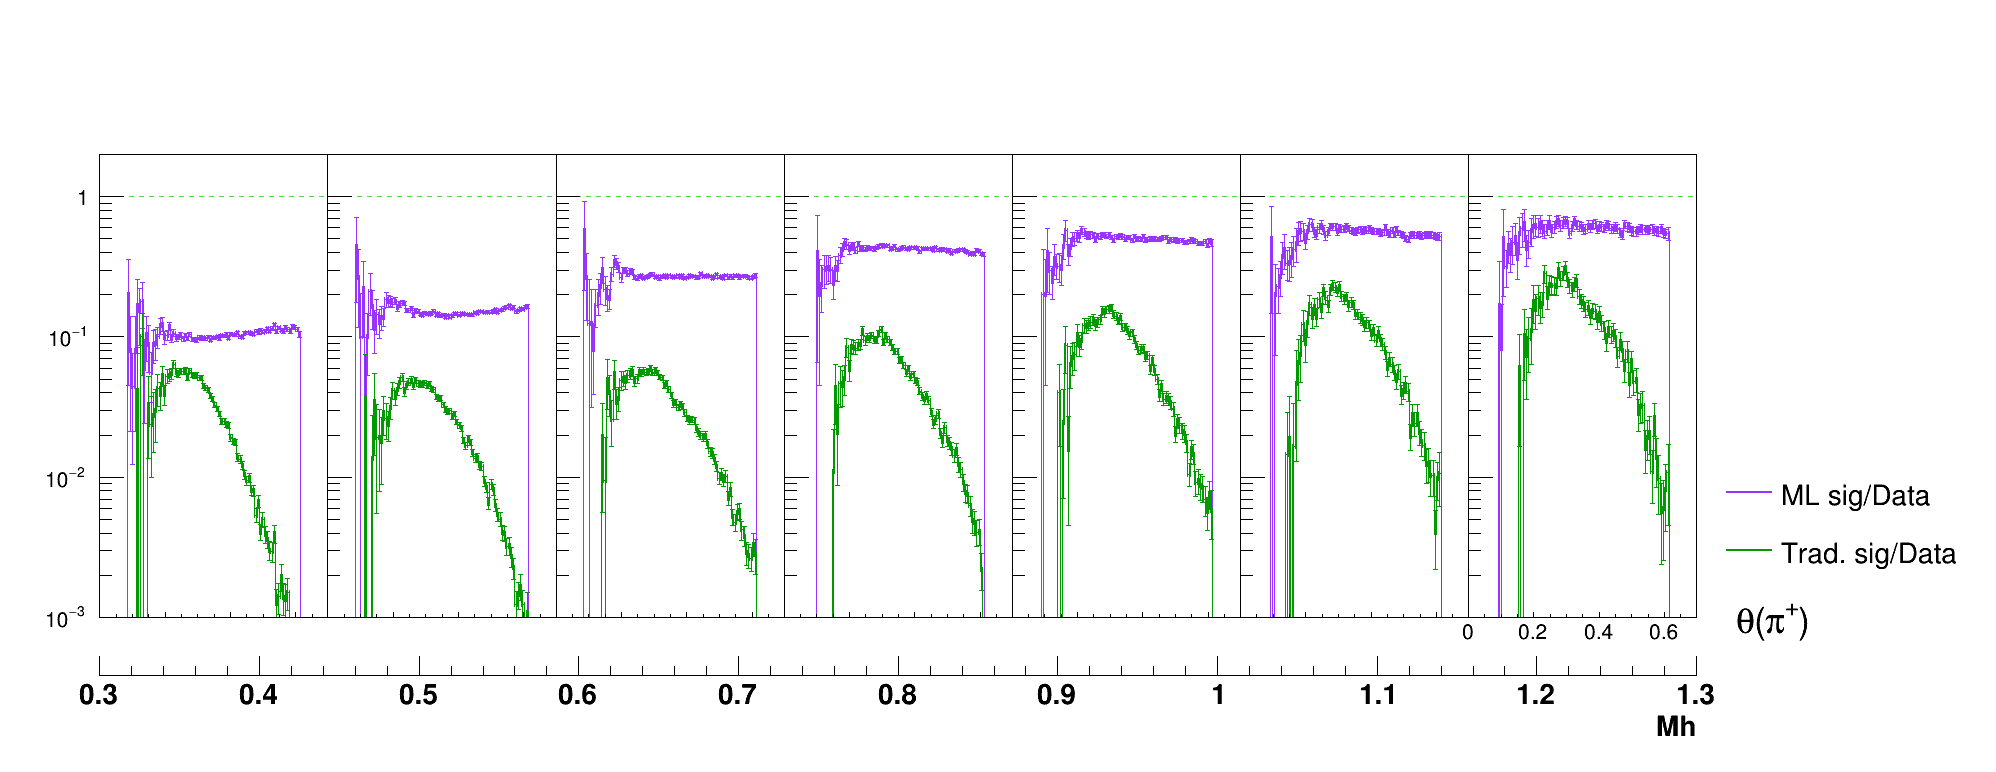 1
10⁻¹
10⁻²
10⁻³
ML sig/Data
Trad. sig/Data
θ(π⁺)
0 0.2 0.4 0.6
0.3 0.4 0.5 0.6 0.7 0.8 0.9 1 1.1 1.2 1.3
Mh